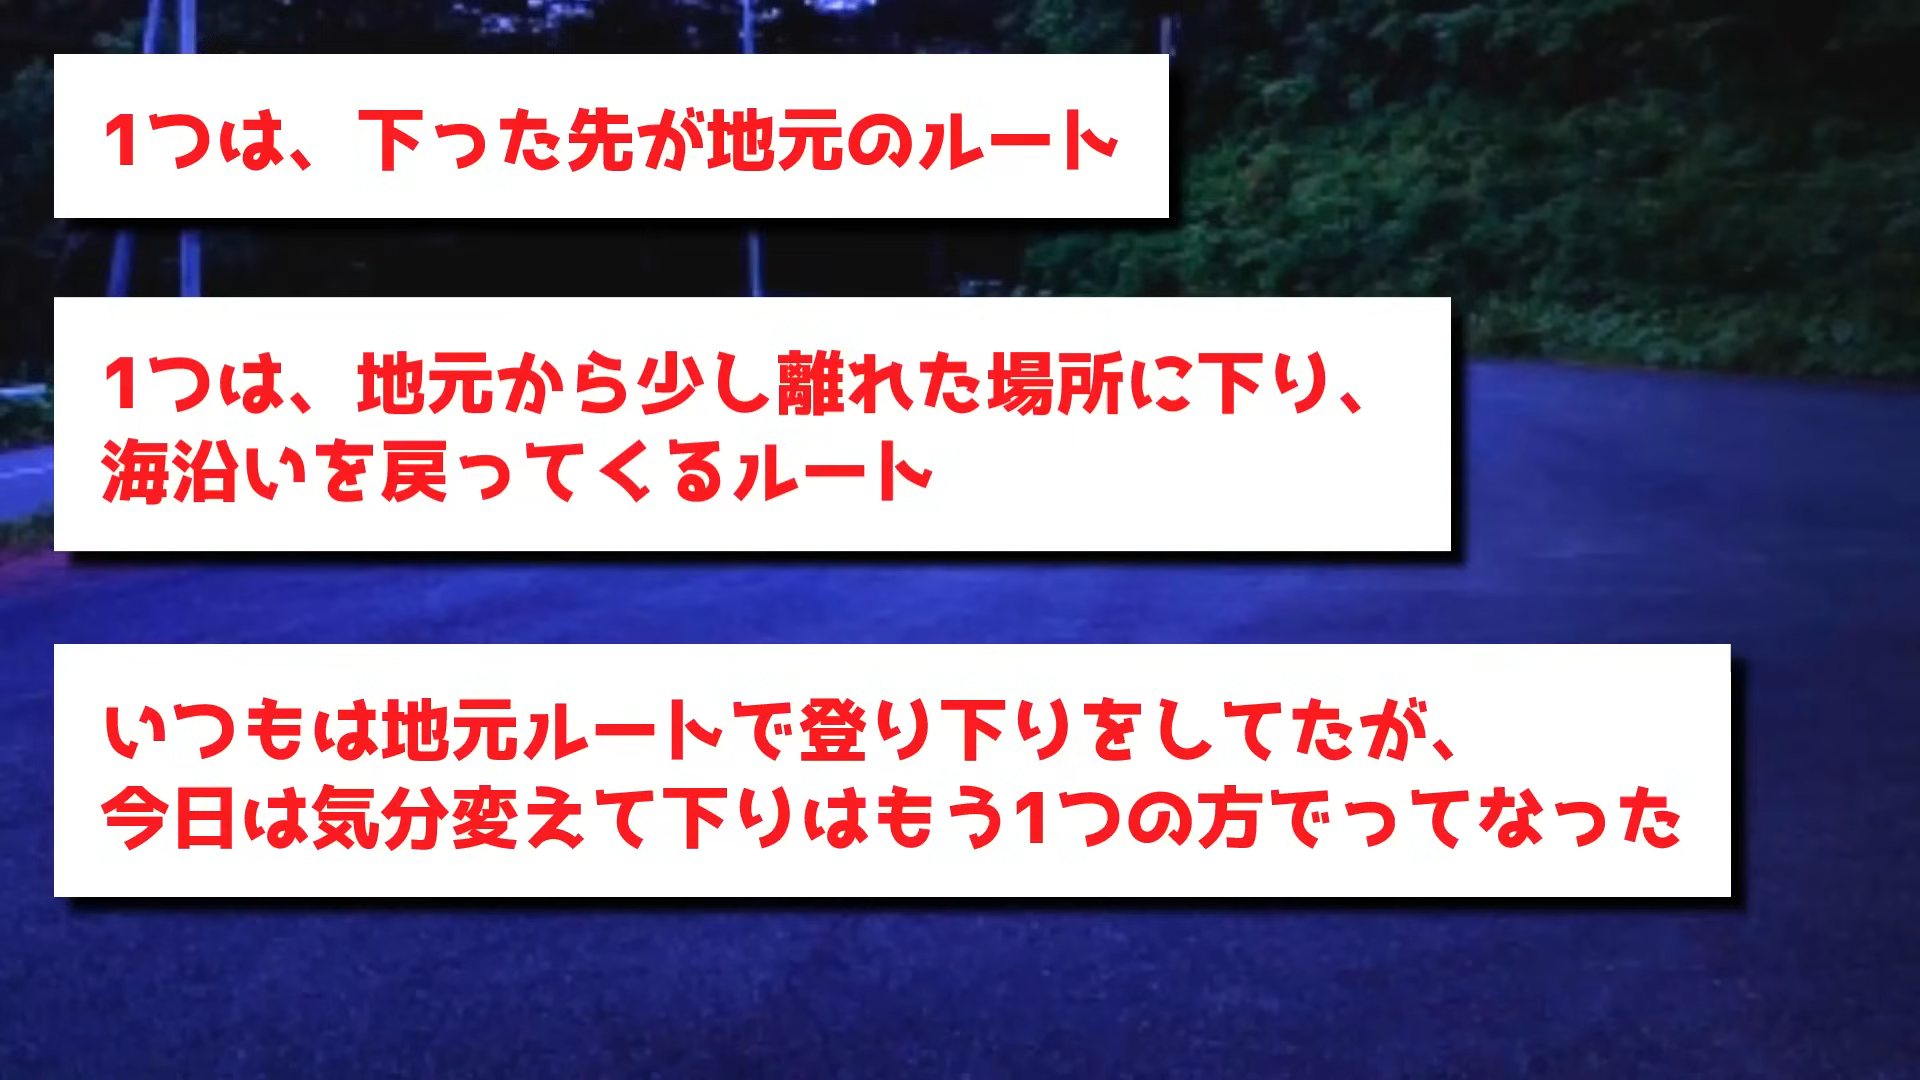 1つは、下った先が地元のルート
1つは、地元から少し離れた場所に下り、
海沿いを戻ってくるルート
いつもは地元ルートで登り下りをしてたが、
今日は気分変えて下りはもう1つの方でってなった